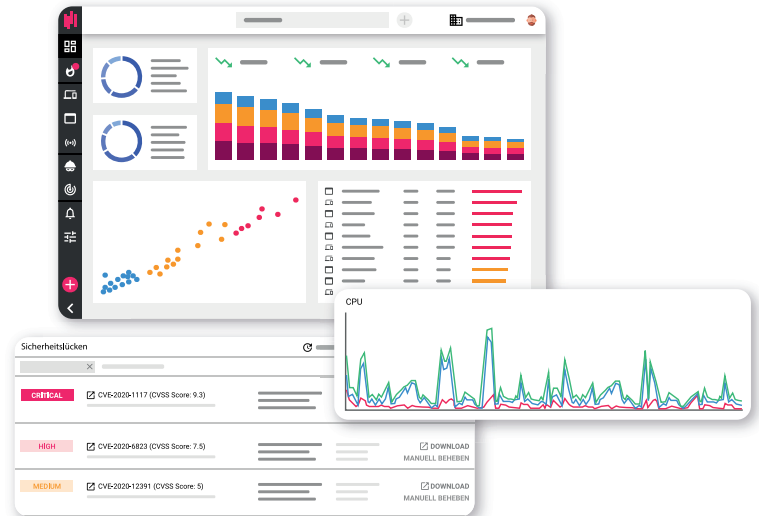 CPU
Sicherheitslücken
CRITICAL
CVE-2020-1117 (CVSS Score: 9.3)
HIGH
CVE-2020-6823 (CVSS Score: 7.5)
DOWNLOAD
MANUELL BEHEBEN
MEDIUM
CVE-2020-12391 (CVSS Score: 5)
DOWNLOAD
MANUELL BEHEBEN